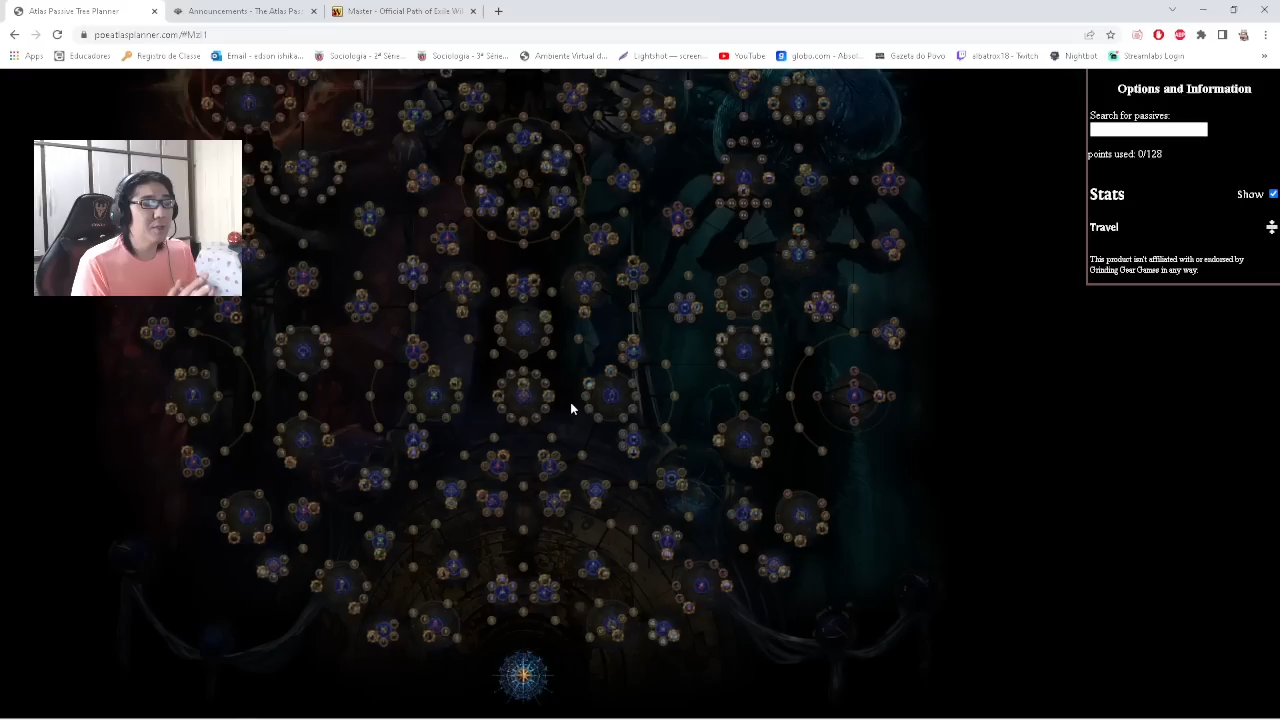 Atlas Passive Tree Planner
Announcements - The Atlas Pas
Master - Official Path of Exile Wi
poeatlasplanner.com/#MzI1
Apps
Educadores
Registro de Classe
Email - edson ishika...
Sociologia - 2ª Série...
Sociologia - 3ª Série...
Ambiente Virtual d...
Lightshot — screen...
YouTube
globo.com - Absol...
Gazeta do Povo
albatrox18 - Twitch
Nightbot
Streamlabs Login
Options and Information
Search for passives:
points used: 0/128
Stats
Show
Travel
This product isn't affiliated with or endorsed by
Grinding Gear Games in any way.